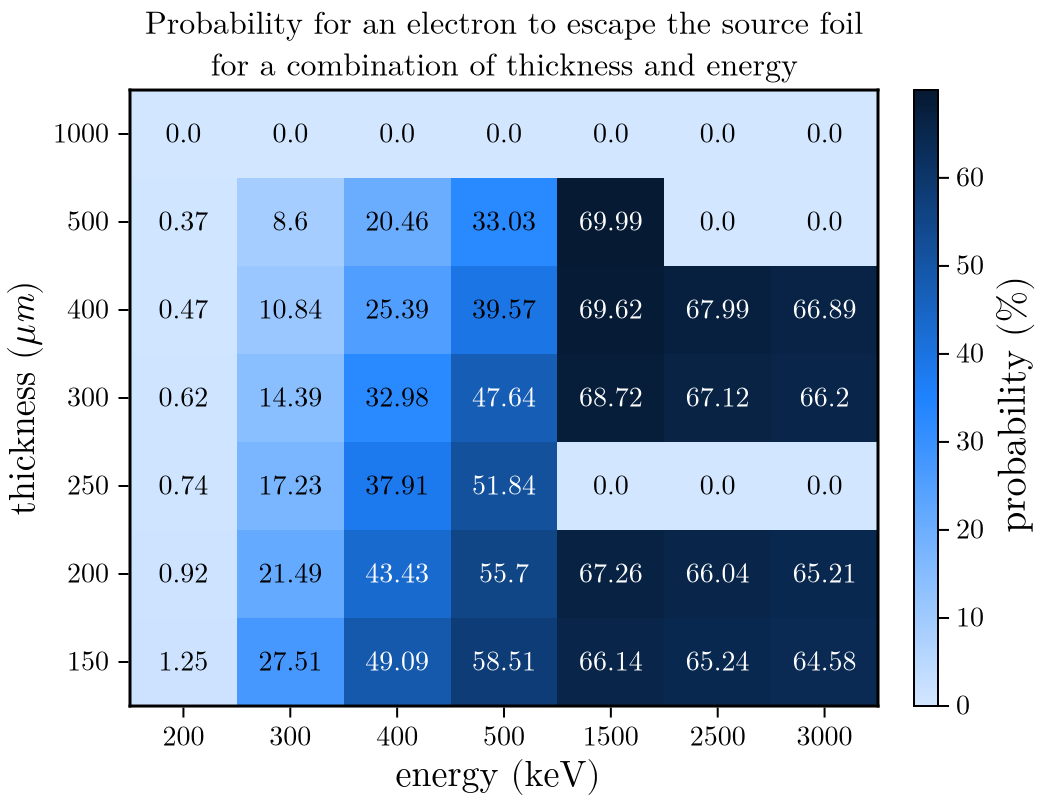 Probability for an electron to escape the source foil
for a combination of thickness and energy
1000 0.0 0.0 0.0 0.0 0.0 0.0 0.0
500 0.37 8.6 20.46 33.03 69.99 0.0 0.0
400 0.47 10.84 25.39 39.57 69.62 67.99 66.89
300 0.62 14.39 32.98 47.64 68.72 67.12 66.2
250 0.74 17.23 37.91 51.84 0.0 0.0 0.0
200 0.92 21.49 43.43 55.7 67.26 66.04 65.21
150 1.25 27.51 49.09 58.51 66.14 65.24 64.58
200 300 400 500 1500 2500 3000
energy (keV)
thickness (μm)
60
50
40
30
20
10
0
probability (%)